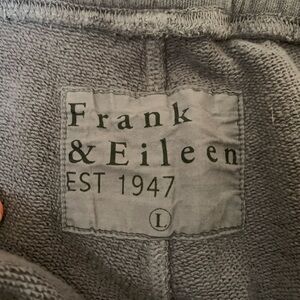 Frank
& Eileen
EST 1947
L